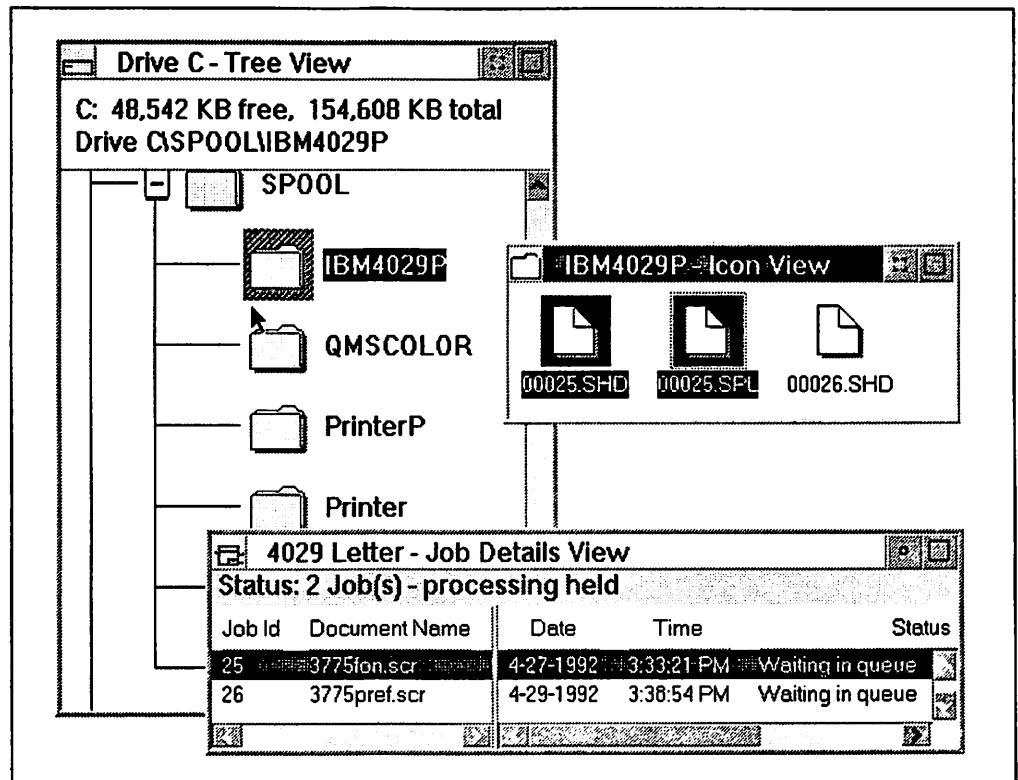 Drive C - Tree View
C: 48,542 KB free, 154,608 KB total
Drive C\SPOOL\IBM4029P
SPOOL
IBM4029P
QMSCOLOR
PrinterP
Printer
IBM4029P - Icon View
00025.SHD 00025.SPL 00026.SHD
4029 Letter - Job Details View
Status: 2 Job(s) - processing held
Job Id Document Name Date Time Status
25 3775fon.scr 4-27-1992 3:33:21 PM Waiting in queue
26 3775pref.scr 4-29-1992 3:38:54 PM Waiting in queue